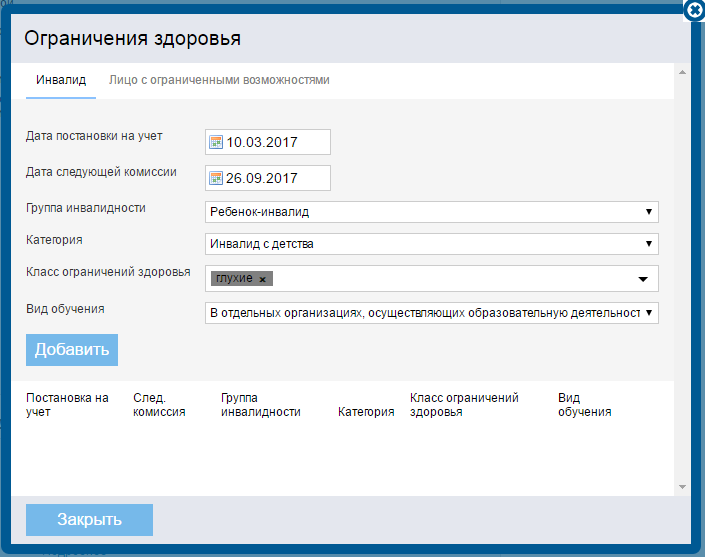 Ограничения здоровья
Инвалид Лицо с ограниченными возможностями
Дата постановки на учет 10.03.2017
Дата следующей комиссии 26.09.2017
Группа инвалидности Ребенок-инвалид
Категория Инвалид с детства
Класс ограничений здоровья глухие ×
Вид обучения В отдельных организациях, осуществляющих образовательную деятельност
Добавить
Постановка на След. Группа Класс ограничений Вид
учет комиссия инвалидности Категория здоровья обучения
Закрыть